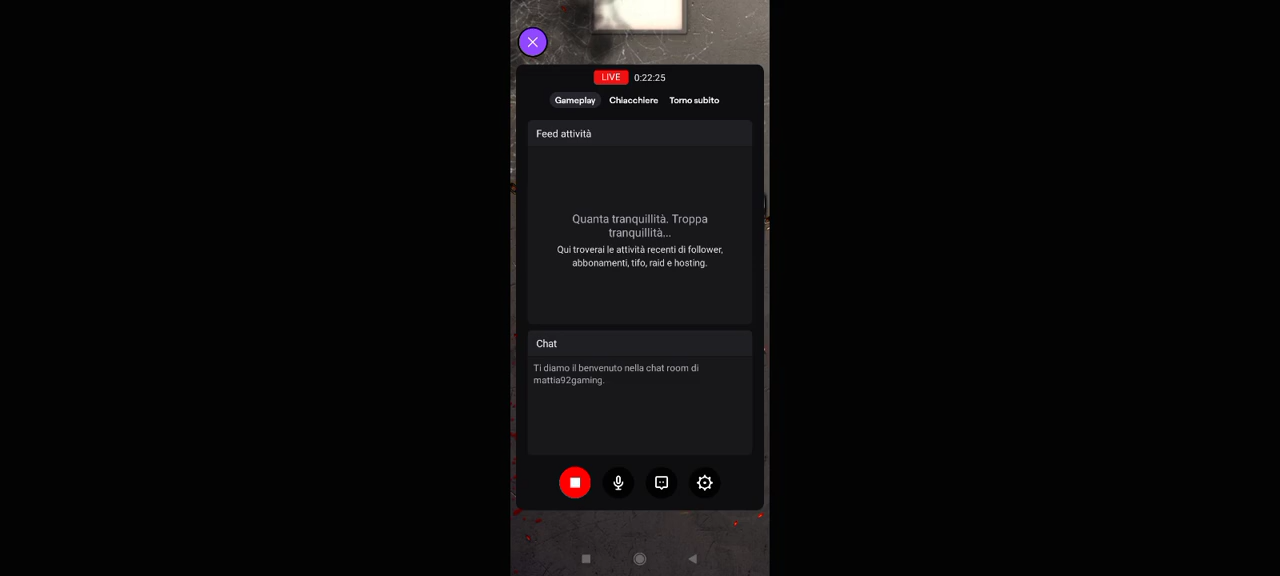 LIVE 0:22:25
Gameplay Chiacchiere Torno subito
Feed attività
Quanta tranquillità. Troppa
tranquillità...
Qui troverai le attività recenti di follower,
abbonamenti, tifo, raid e hosting.
Chat
Ti diamo il benvenuto nella chat room di
mattia92gaming.